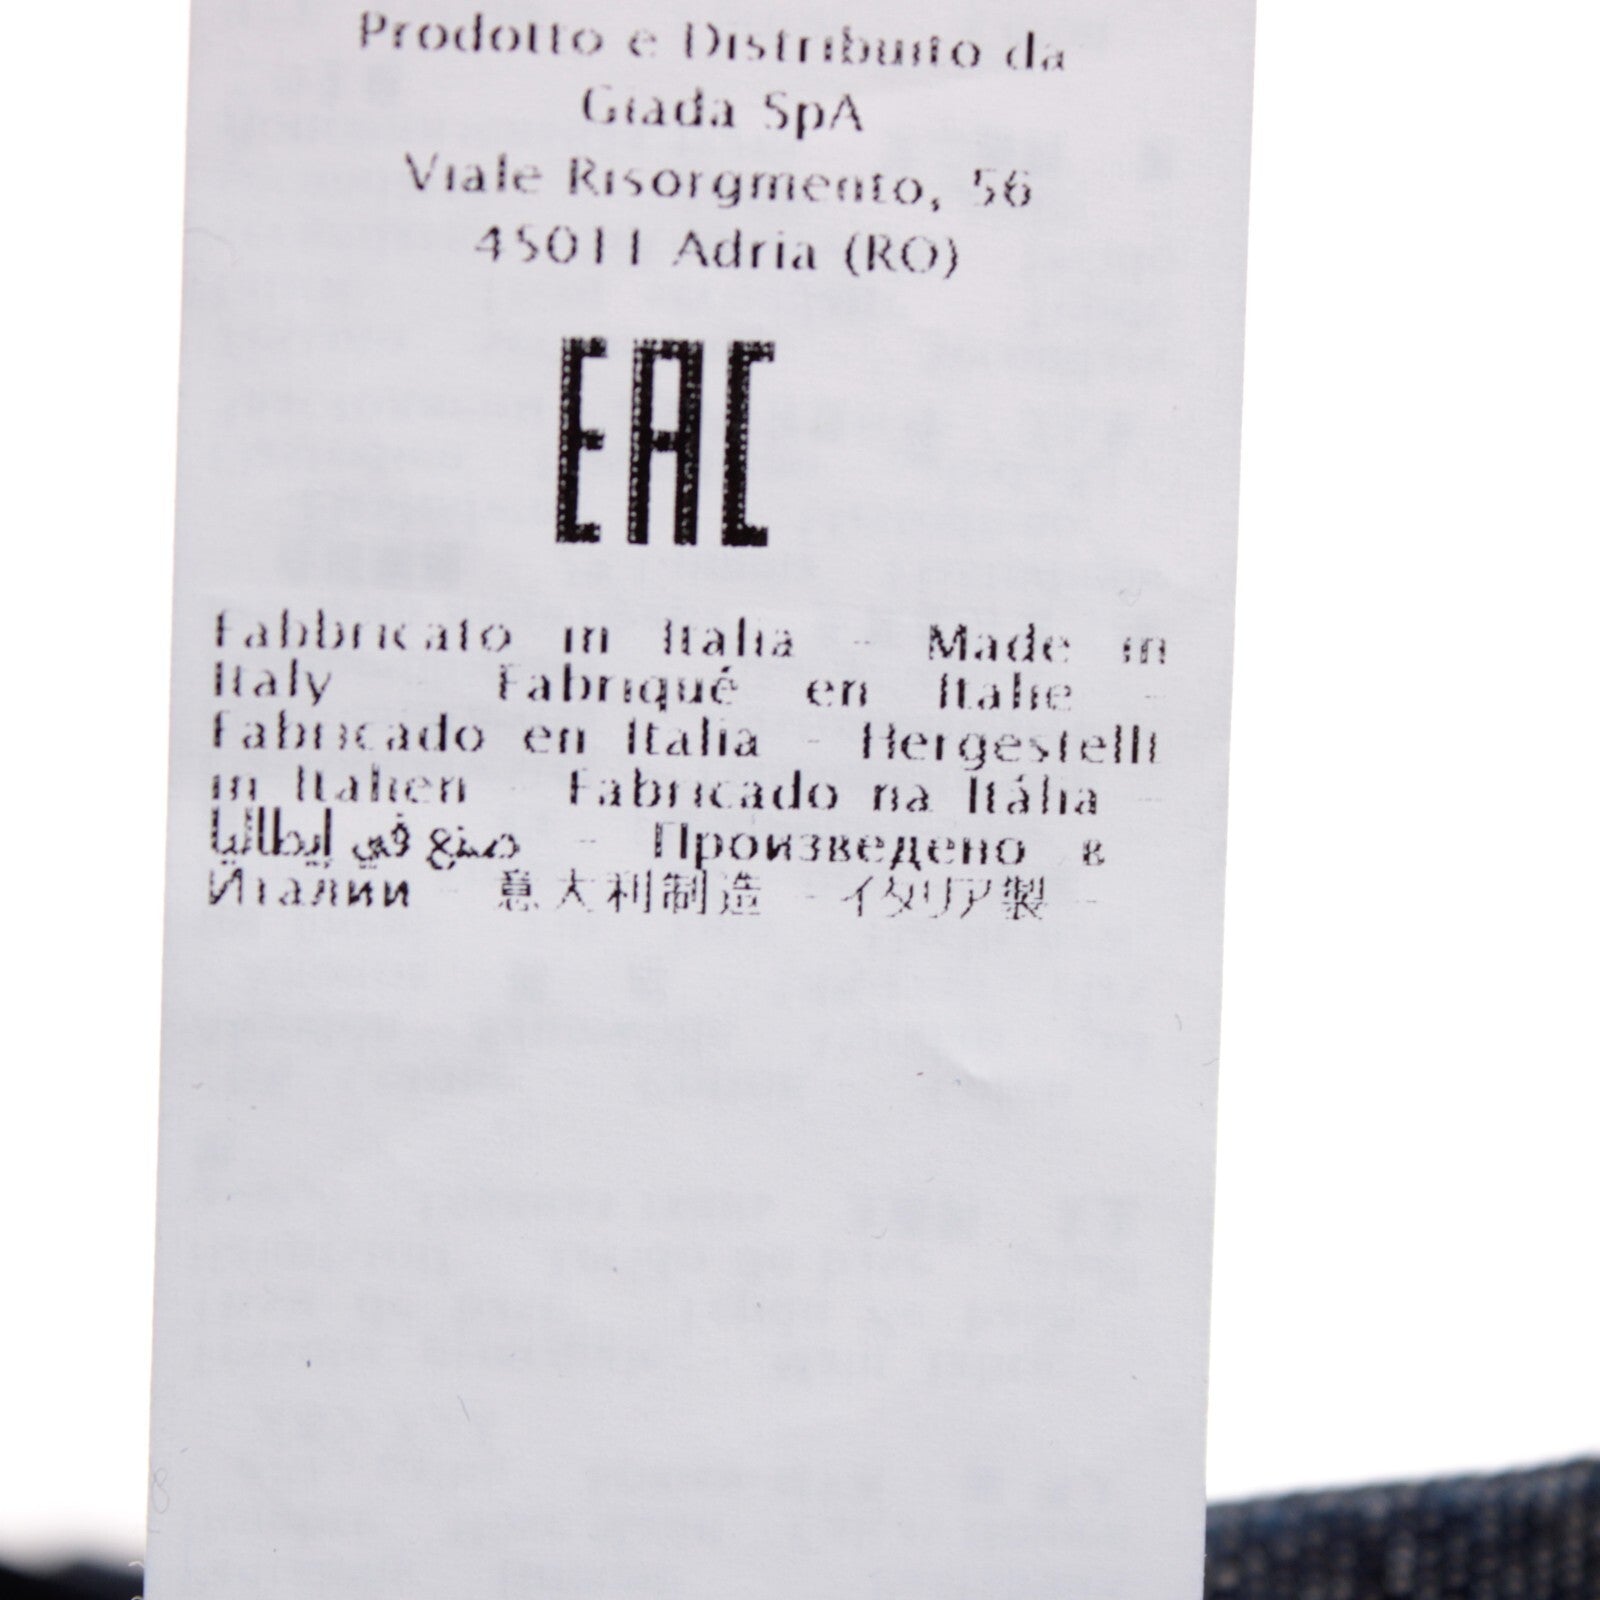 Prodotto e Distribuito da
Giada SpA
Viale Risorgmento, 56
45011 Adria (RO)
EAC
Fabbricato in Italia - Made in
Italy - Fabriqué en Italie -
Fabricado en Italia - Hergestellt
in Italien - Fabricado na Itália -
صنع في إيطاليا - Произведено в
Италии - 意大利制造 - イタリア製 -